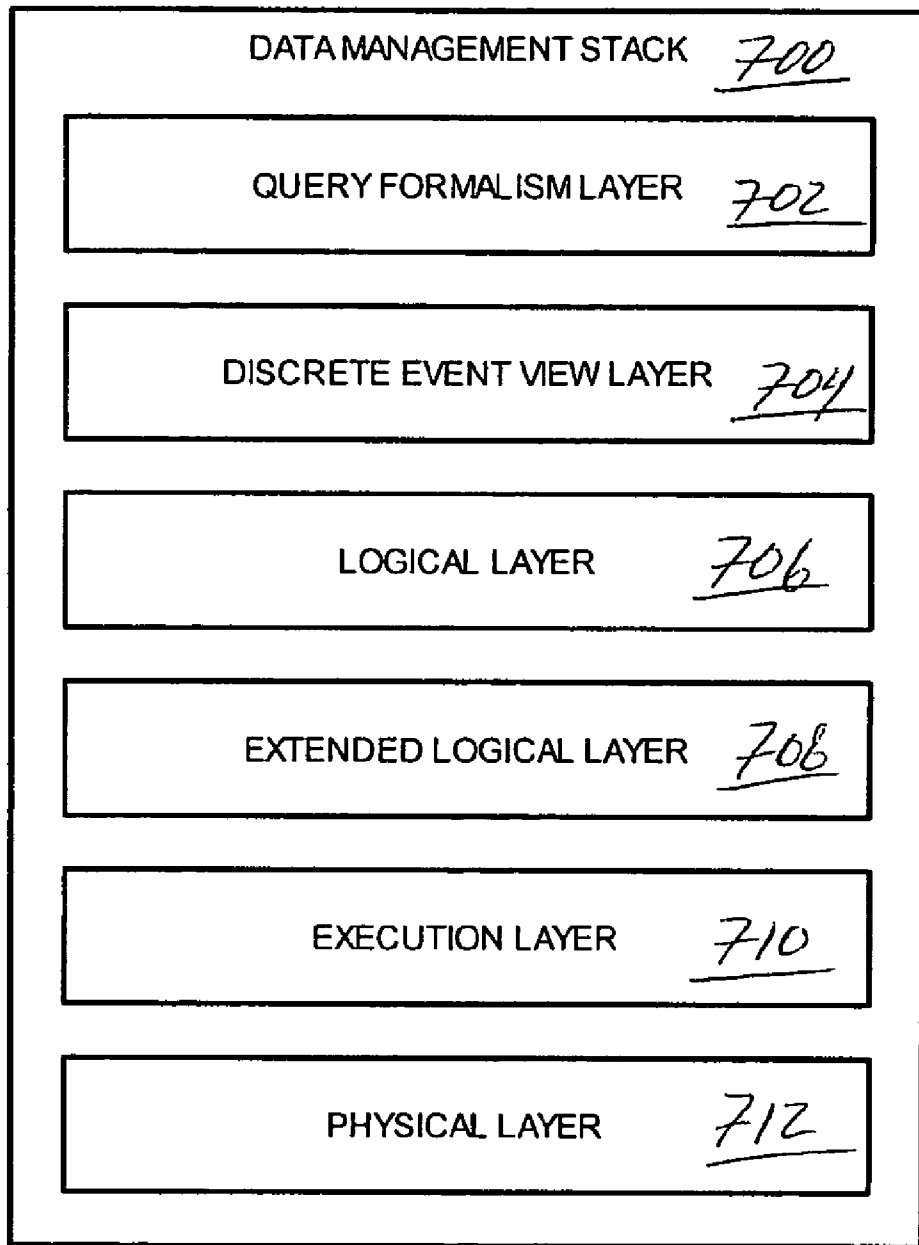 DATA MANAGEMENT STACK 700
QUERY FORMALISM LAYER 702
DISCRETE EVENT VIEW LAYER 704
LOGICAL LAYER 706
EXTENDED LOGICAL LAYER 708
EXECUTION LAYER 710
PHYSICAL LAYER 712